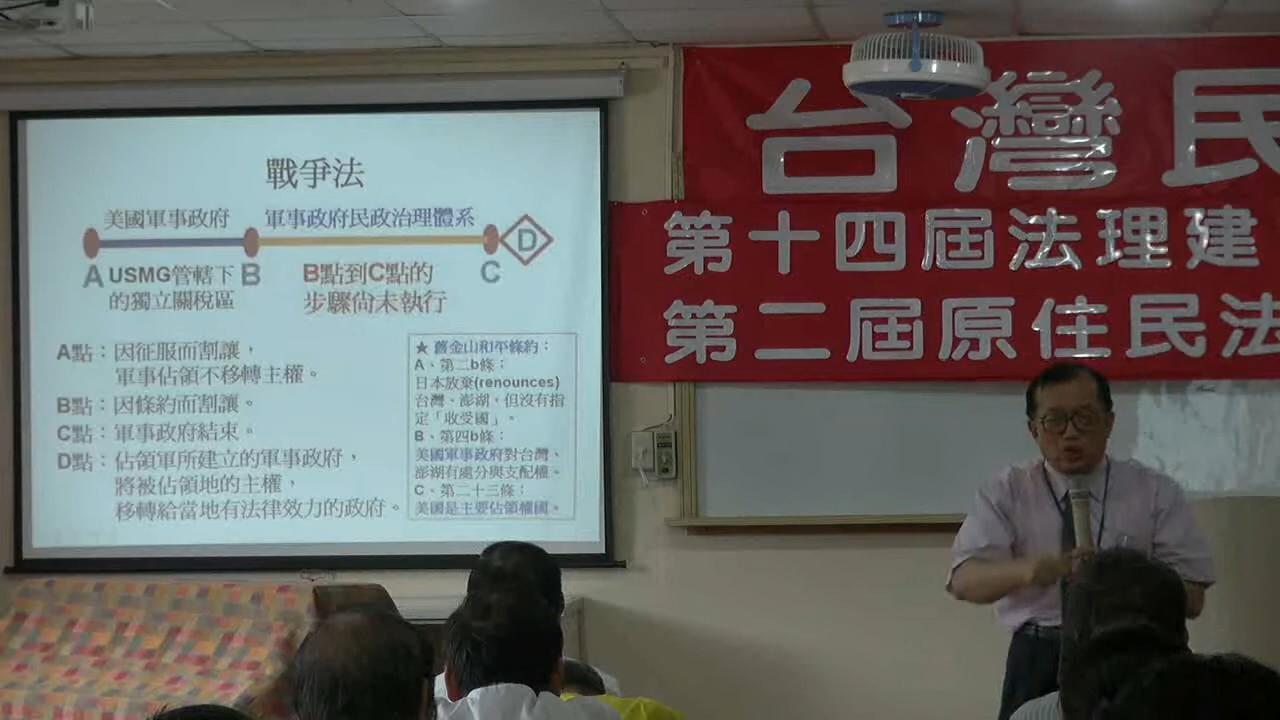 戰爭法
美國軍事政府 軍事政府民政治理體系
D
A USMG管轄下 B B點到C點的 C
的獨立關稅區 步驟尚未執行
A點：因征服而割讓，
軍事佔領不移轉主權。
B點：因條約而割讓。
C點：軍事政府結束。
D點：佔領軍所建立的軍事政府，
將被佔領地的主權，
移轉給當地有法律效力的政府。
★ 舊金山和平條約：
A、第二b條：
日本放棄(renounces)
台灣、澎湖，但沒有指
定「收受國」。
B、第四b條：
美國軍事政府對台灣、
澎湖有處分與支配權。
C、第二十三條：
美國是主要佔領權國。
台灣民
第十四屆法理建
第二屆原住民法